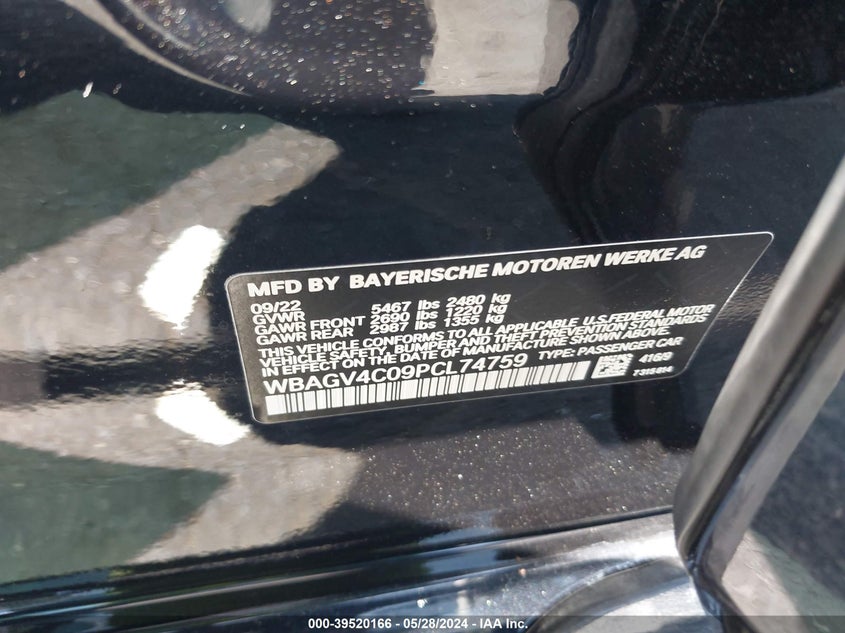 MFD BY BAYERISCHE MOTOREN WERKE AG
09/22
GVWR 5467 lbs 2480 kg
GAWR FRONT 2690 lbs 1220 kg
GAWR REAR 2987 lbs 1355 kg
THIS VEHICLE CONFORMS TO ALL APPLICABLE U.S. FEDERAL MOTOR
VEHICLE SAFETY, BUMPER AND THEFT PREVENTION STANDARDS
IN EFFECT ON THE DATE OF MANUFACTURE SHOWN ABOVE.
WBAGV4C09PCL74759 TYPE: PASSENGER CAR
416/9
7315614
000-39520166 - 05/28/2024 - IAA Inc.